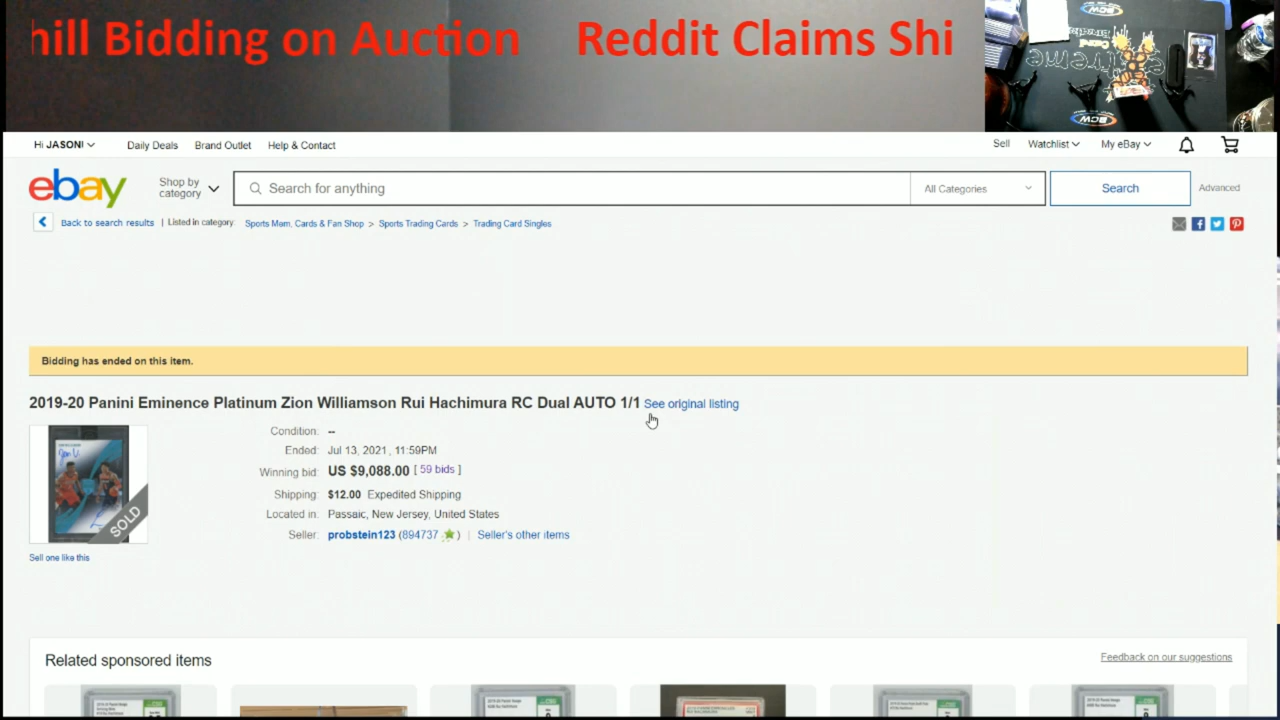 hill Bidding on Auction Reddit Claims Shi
BCW
extreme
BCW
Hi JASON! Daily Deals Brand Outlet Help & Contact Sell Watchlist My eBay
ebay Shop by category Search for anything All Categories Search Advanced
Back to search results | Listed in category: Sports Mem, Cards & Fan Shop > Sports Trading Cards > Trading Card Singles
Bidding has ended on this item.
2019-20 Panini Eminence Platinum Zion Williamson Rui Hachimura RC Dual AUTO 1/1 See original listing
Condition: --
Ended: Jul 13, 2021 , 11:59PM
Winning bid: US $9,088.00 [ 59 bids ]
Shipping: $12.00 Expedited Shipping
Located in: Passaic, New Jersey, United States
Seller: probstein123 (894737 ) | Seller's other items
SOLD
Sell one like this
Related sponsored items Feedback on our suggestions